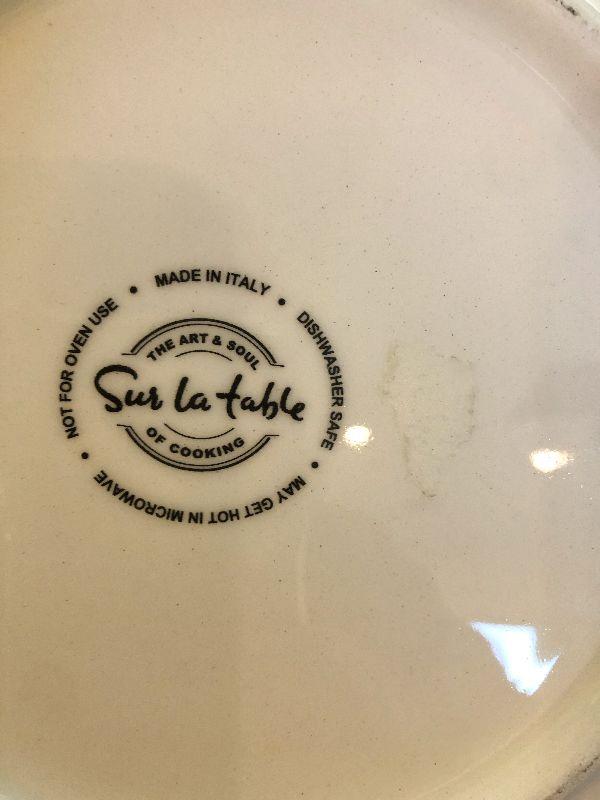 MADE IN ITALY • DISHWASHER SAFE • MAY GET HOT IN MICROWAVE • NOT FOR OVEN USE •
THE ART & SOUL
Sur la table
OF COOKING